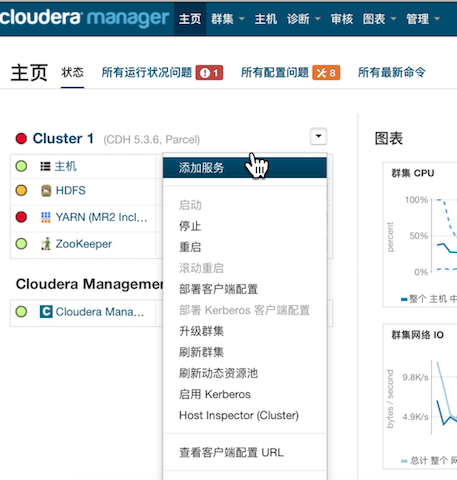 cloudera manager 主页 群集 主机 诊断 审核 图表 管理
主页 状态 所有运行状况问题 1 所有配置问题 8 所有最新命令
Cluster 1 (CDH 5.3.6, Parcel)
主机
HDFS
YARN (MR2 Incl...
ZooKeeper
Cloudera Managemen
Cloudera Mana...
添加服务
启动
停止
重启
滚动重启
部署客户端配置
部署 Kerberos 客户端配置
升级群集
刷新群集
刷新动态资源池
启用 Kerberos
Host Inspector (Cluster)
查看客户端配置 URL
图表
群集 CPU
percent
100%
50%
0%
整个 主机 中
群集网络 IO
bytes / second
9.8K/s
4.9K/s
总计 整个 网